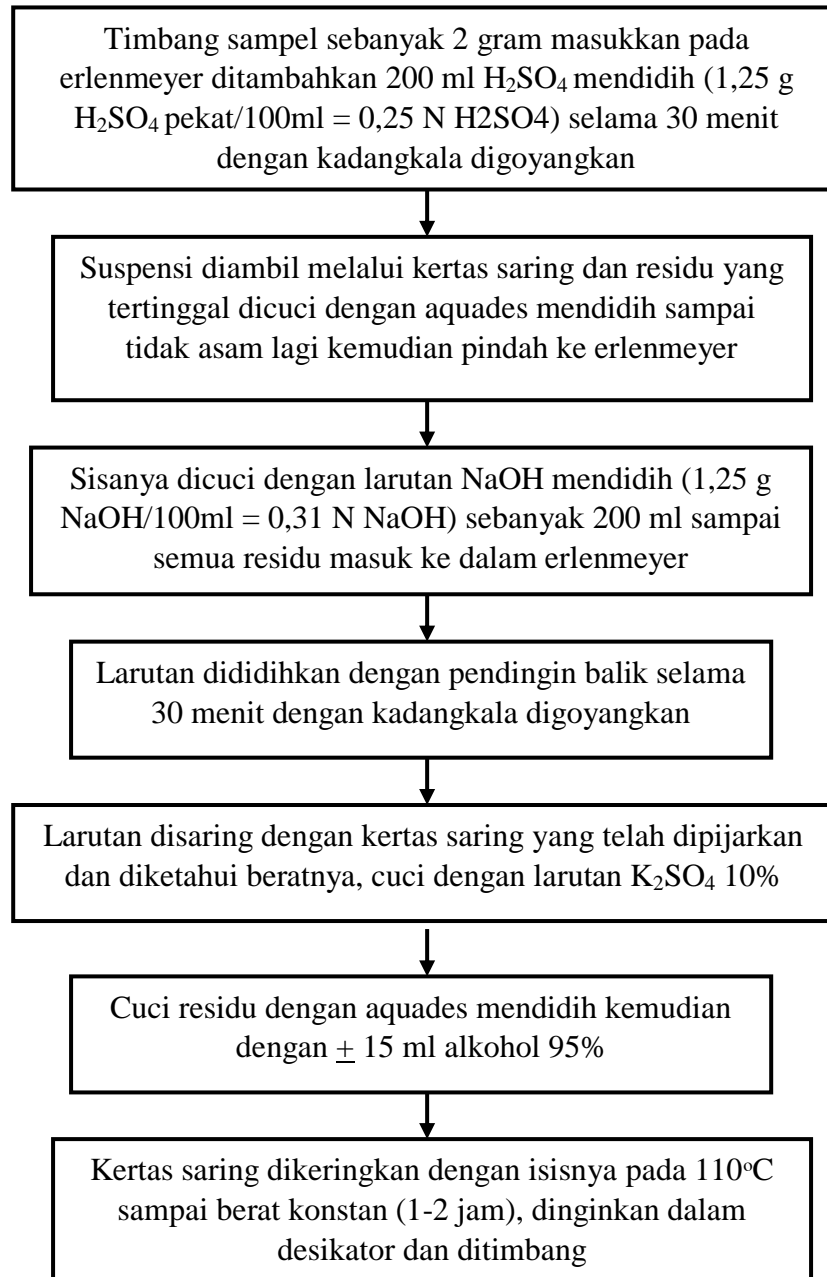 Timbang sampel sebanyak 2 gram masukkan pada
erlenmeyer ditambahkan 200 ml H₂SO₄ mendidih (1,25 g
H₂SO₄ pekat/100ml = 0,25 N H2SO4) selama 30 menit
dengan kadangkala digoyangkan
Suspensi diambil melalui kertas saring dan residu yang
tertinggal dicuci dengan aquades mendidih sampai
tidak asam lagi kemudian pindah ke erlenmeyer
Sisanya dicuci dengan larutan NaOH mendidih (1,25 g
NaOH/100ml = 0,31 N NaOH) sebanyak 200 ml sampai
semua residu masuk ke dalam erlenmeyer
Larutan dididihkan dengan pendingin balik selama
30 menit dengan kadangkala digoyangkan
Larutan disaring dengan kertas saring yang telah dipijarkan
dan diketahui beratnya, cuci dengan larutan K₂SO₄ 10%
Cuci residu dengan aquades mendidih kemudian
dengan ± 15 ml alkohol 95%
Kertas saring dikeringkan dengan isisnya pada 110°C
sampai berat konstan (1-2 jam), dinginkan dalam
desikator dan ditimbang